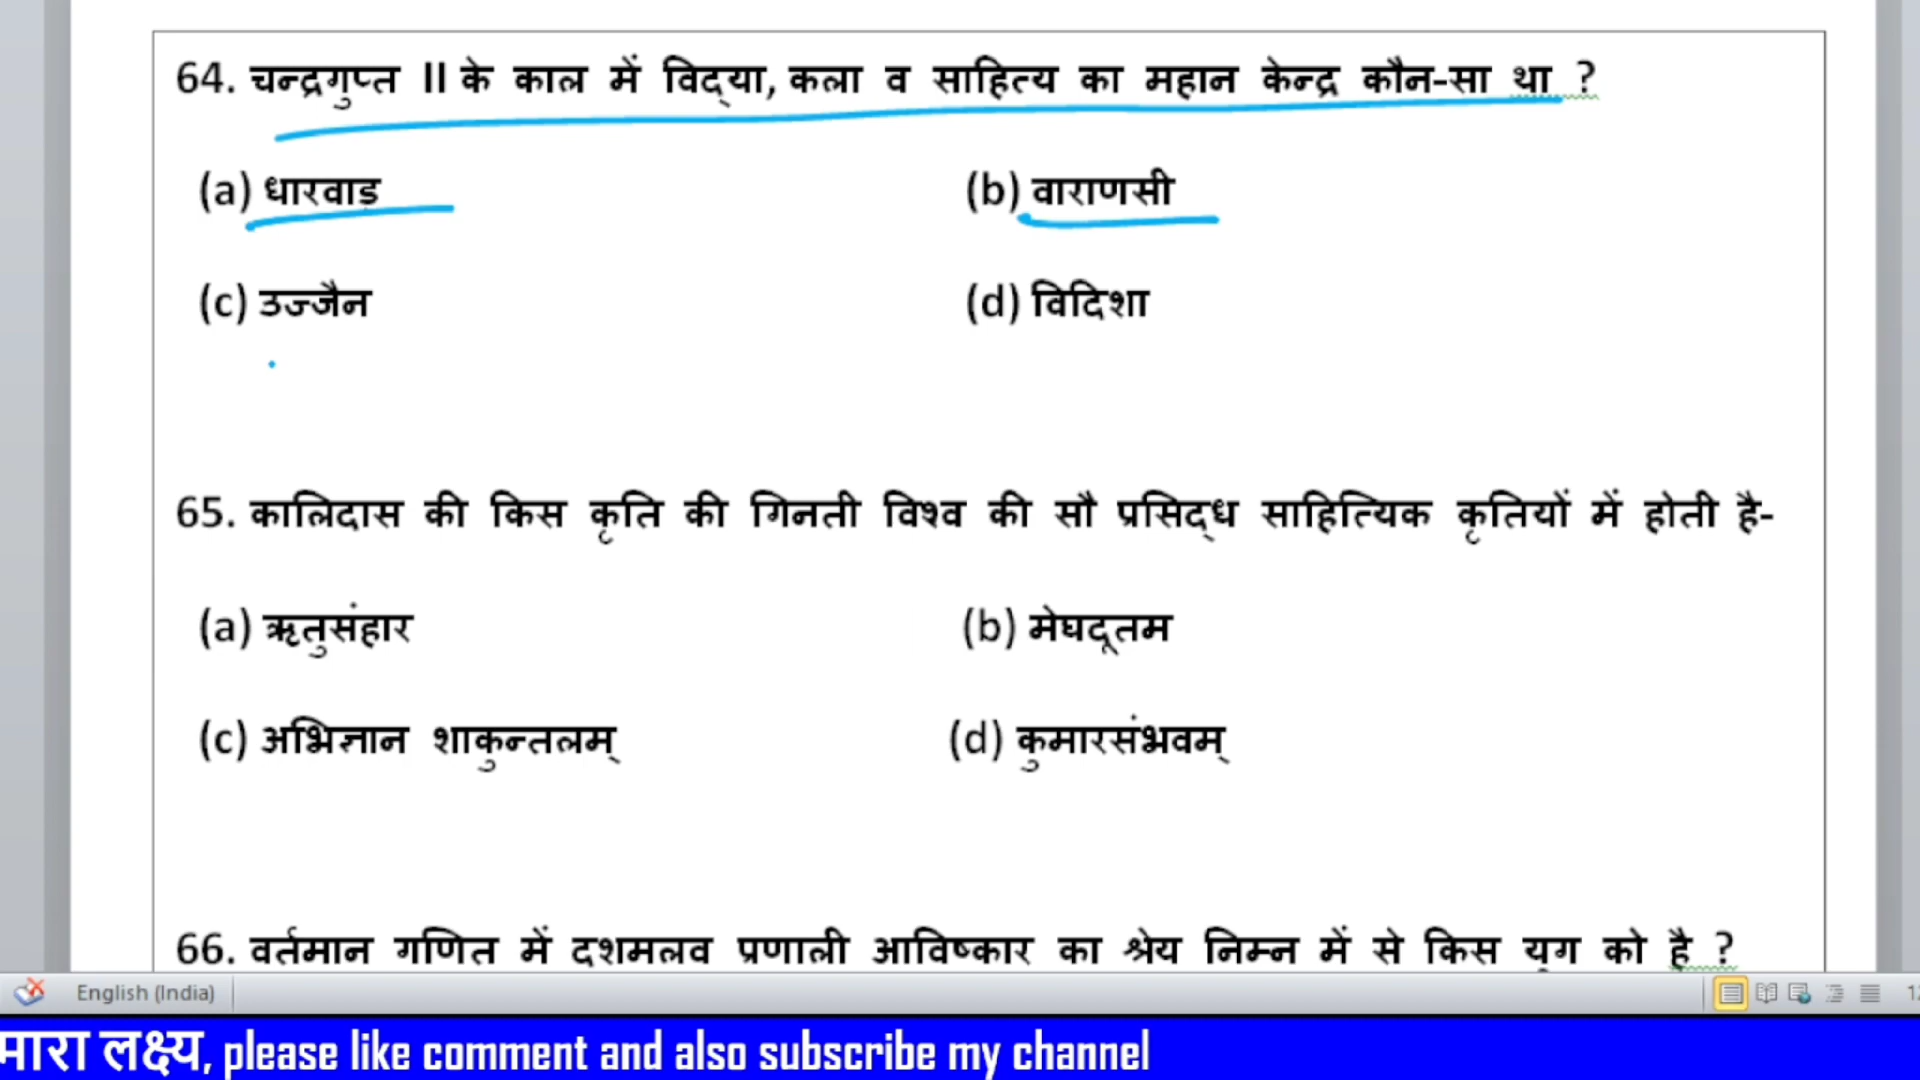 64. चन्द्रगुप्त II के काल में विद्या, कला व साहित्य का महान केन्द्र कौन-सा था ?
(a) धारवाड़ (b) वाराणसी
(c) उज्जैन (d) विदिशा
65. कालिदास की किस कृति की गिनती विश्व की सौ प्रसिद्ध साहित्यिक कृतियों में होती है-
(a) ऋतुसंहार (b) मेघदूतम
(c) अभिज्ञान शाकुन्तलम् (d) कुमारसंभवम्
66. वर्तमान गणित में दशमलव प्रणाली आविष्कार का श्रेय निम्न में से किस युग को है ?
English (India)
मारा लक्ष्य, please like comment and also subscribe my channel